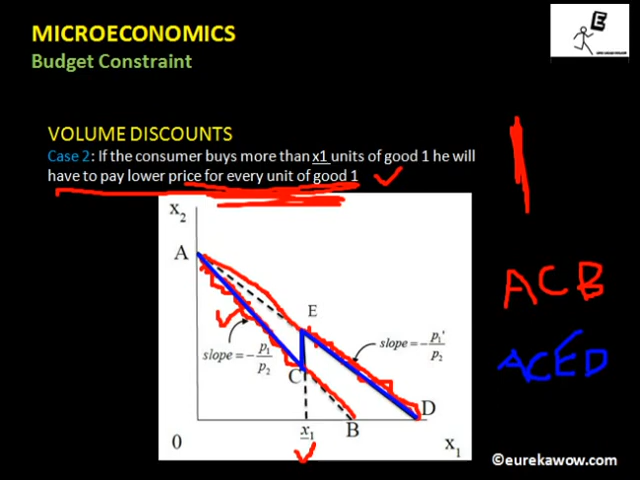 MICROECONOMICS
Budget Constraint
E
VOLUME DISCOUNTS
Case 2: If the consumer buys more than x1 units of good 1 he will
have to pay lower price for every unit of good 1
x₂
A
E
slope = - p₁'/p₂
slope = - p₁/p₂
C
D
0
x₁
B
x₁
ACB
ACED
©eurekawow.com